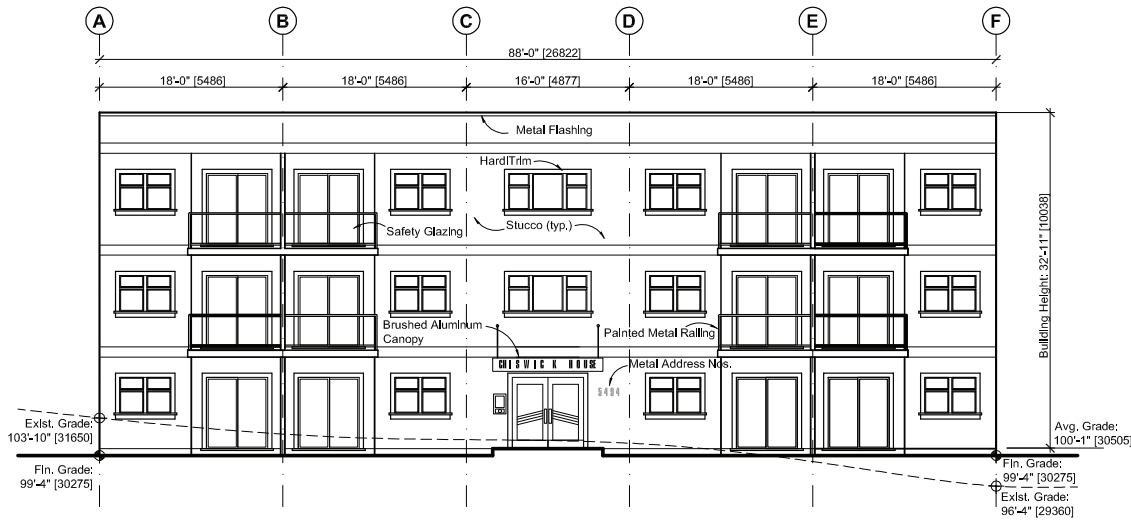 A B C D E F
88'-0" [26822]
18'-0" [5486] 18'-0" [5486] 16'-0" [4877] 18'-0" [5486] 18'-0" [5486]
Metal Flashing
HardiTrim
Safety Glazing
Stucco (typ.)
Building Height: 32'-11" [10038]
Brushed Aluminum
Canopy
Painted Metal Railing
CHISWICK HOUSE
Metal Address Nos.
5494
Exist. Grade:
103'-10" [31650]
Avg. Grade:
100'-1" [30505]
Fin. Grade:
99'-4" [30275]
Fin. Grade:
99'-4" [30275]
Exist. Grade:
96'-4" [29360]